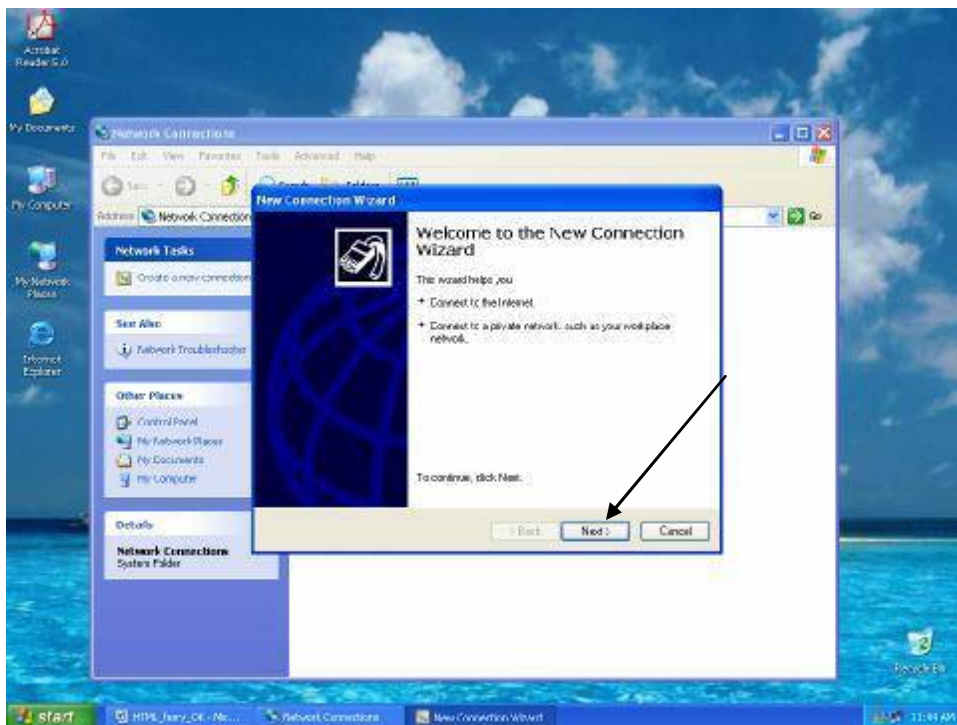 Acrobat
Reader 5.0
My Documents
My Computer
My Network
Places
Internet
Explorer
Network Connections
File Edit View Favorites Tools Advanced Help
Search Folders
Address Network Connection
Go
Network Tasks
Create a new connection
See Also
Network Troubleshooter
Other Places
Control Panel
My Network Places
My Documents
My Computer
Details
Network Connections
System Folder
New Connection Wizard
Welcome to the New Connection
Wizard
This wizard helps you
Connect to the Internet.
Connect to a private network, such as your workplace
network.
To continue, click Next.
< Back Next > Cancel
Recycle Bin
start
Network Connections
New Connection Wizard